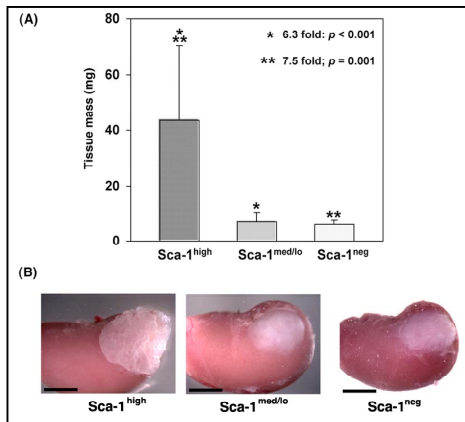 (A)
* 6.3 fold: p < 0.001
** 7.5 fold; p = 0.001
Tissue mass (mg)
80
60
40
20
0
*
**
*
**
Sca-1high
Sca-1med/lo
Sca-1neg
(B)
Sca-1high
Sca-1med/lo
Sca-1neg